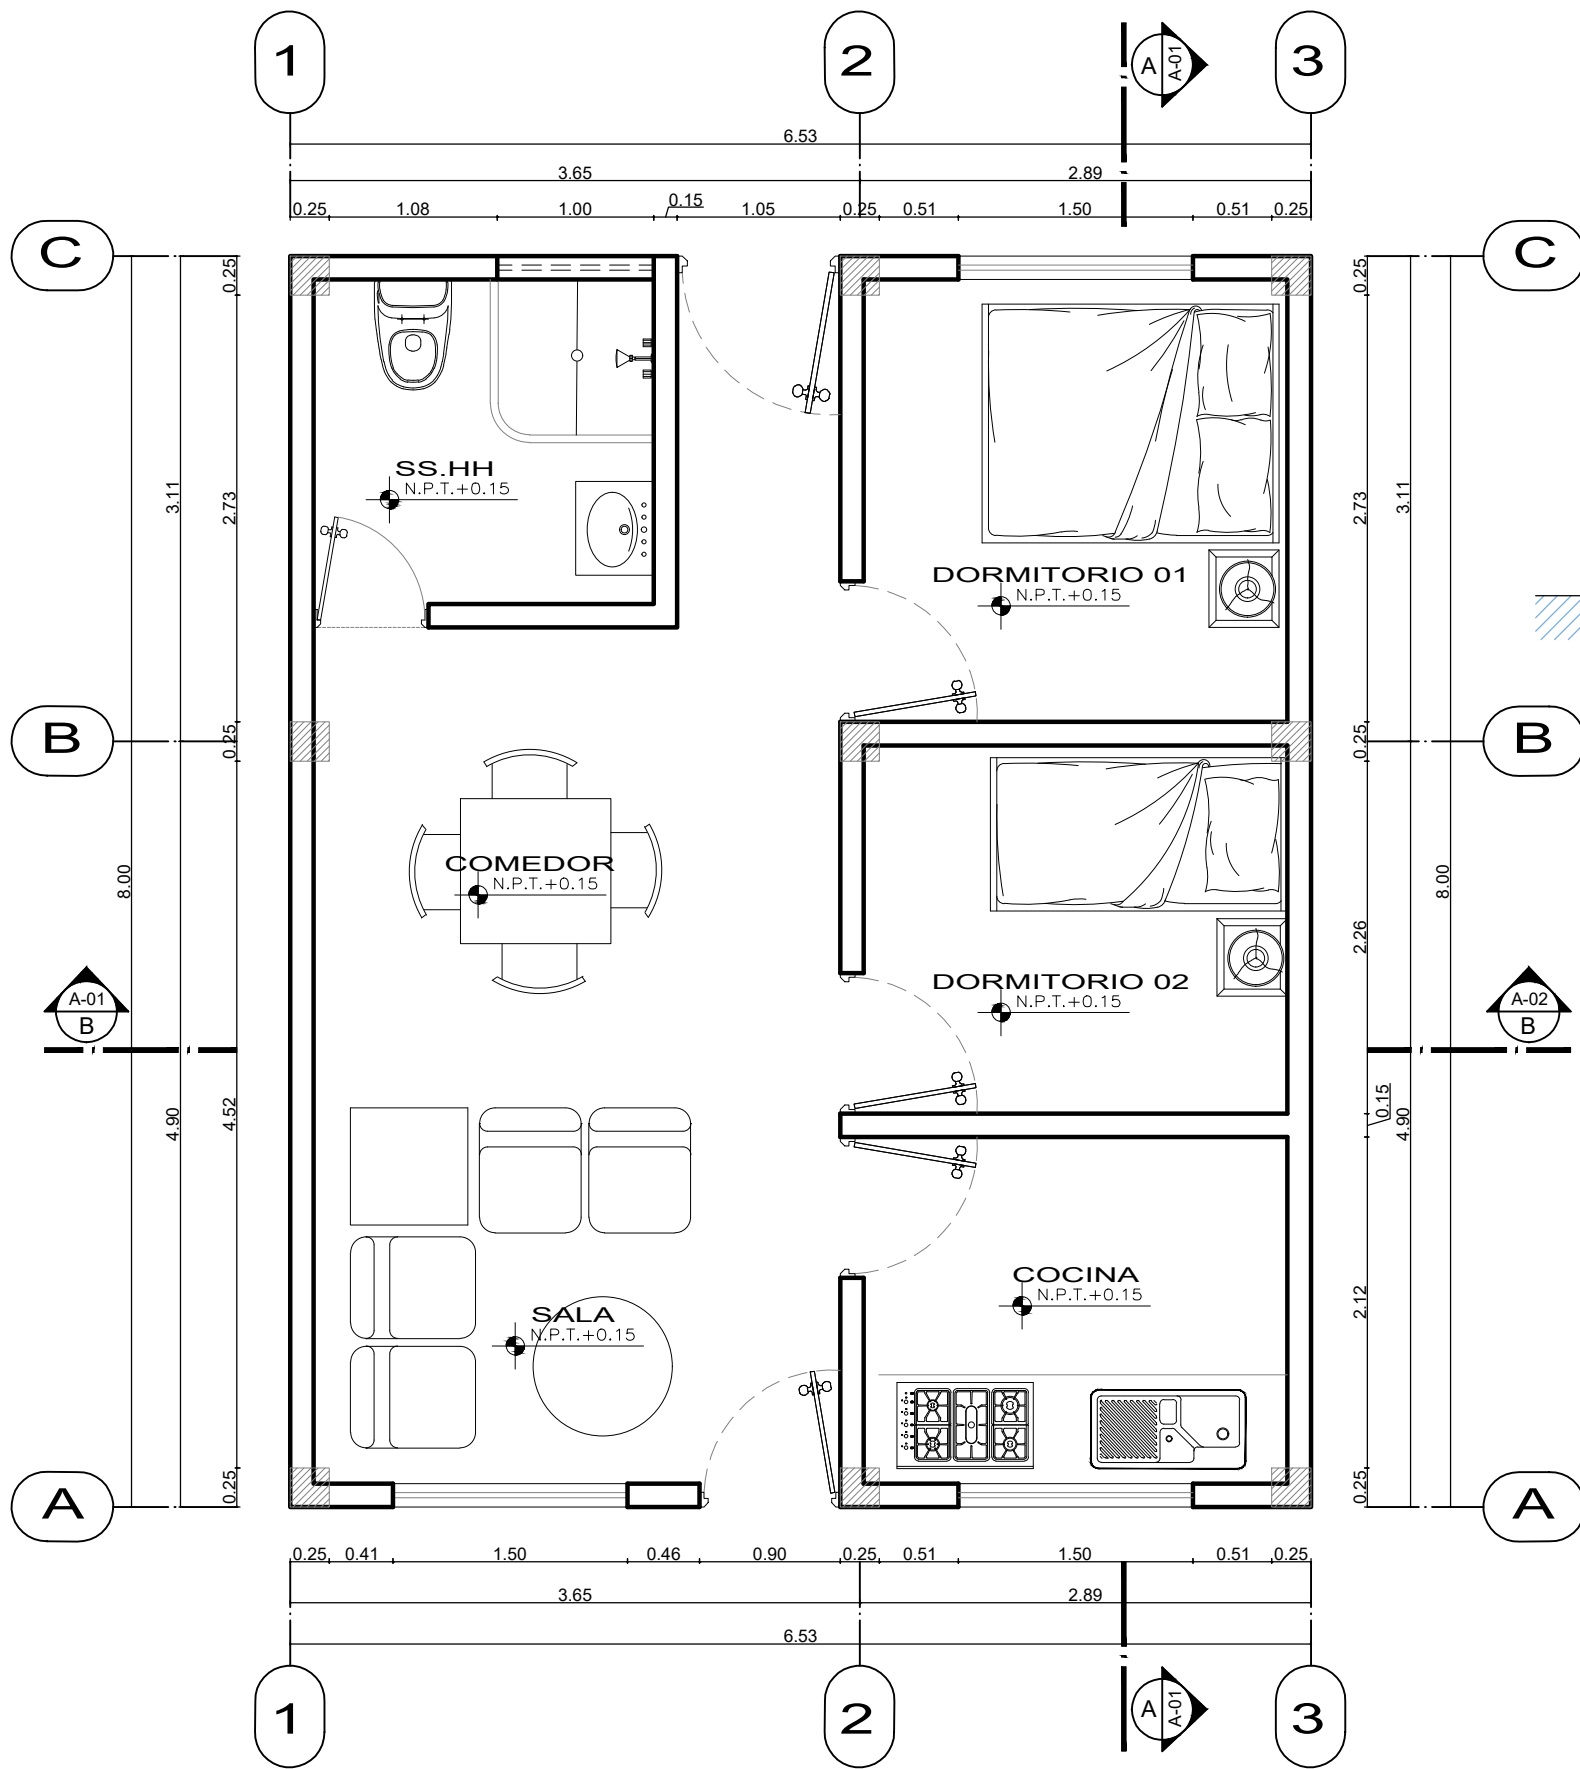 1
2
3
A
A-01
6.53
3.65
2.89
0.25
1.08
1.00
0.15
1.05
0.25
0.51
1.50
0.51
0.25
C
C
0.25
0.25
3.11
2.73
2.73
3.11
SS.HH
N.P.T.+0.15
DORMITORIO 01
N.P.T.+0.15
B
B
0.25
0.25
COMEDOR
N.P.T.+0.15
8.00
8.00
2.26
A-01
B
DORMITORIO 02
N.P.T.+0.15
A-02
B
4.90
4.52
0.15
4.90
COCINA
N.P.T.+0.15
2.12
SALA
N.P.T.+0.15
0.25
0.25
A
A
0.25
0.41
1.50
0.46
0.90
0.25
0.51
1.50
0.51
0.25
3.65
2.89
6.53
1
2
3
A
A-01